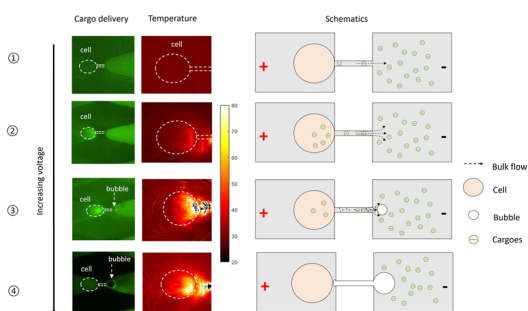 Cargo delivery Temperature Schematics
Increasing voltage
①
cell
cell
+
-
②
cell
+
-
③
bubble
cell
+
-
④
bubble
cell
+
-
80
70
60
50
40
30
20
Bulk flow
Cell
Bubble
Cargoes